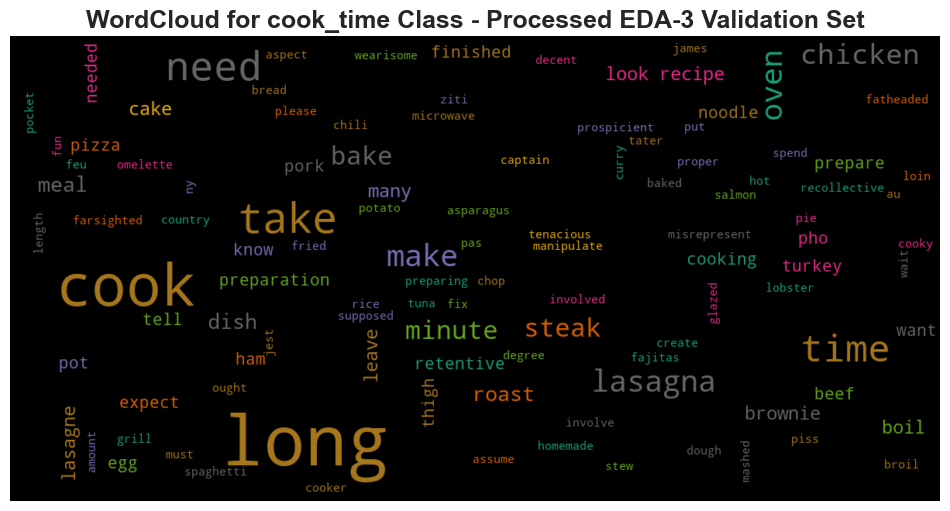 WordCloud for cook_time Class - Processed EDA-3 Validation Set
need
aspect
wearisome
finished
decent
james
look recipe
oven
chicken
needed
bread
cake
please
chili
ziti
microwave
noodle
fatheaded
pocket
fun
pizza
feu
omelette
pork
bake
captain
prospicient
put
tater
curry
proper
spend
prepare
meal
ny
many
baked
hot
salmon
recollective
loin
au
length
farsighted
country
take
potato
asparagus
know
fried
make
pas
tenacious
manipulate
misrepresent
pie
pho
cooky
wait
cooking
turkey
cook
preparation
preparing
chop
lobster
rice
supposed
tuna
fix
involved
glazed
tell
dish
jest
minute
steak
create
time
want
pot
ham
leave
retentive
degree
fajitas
lasagna
ought
thigh
roast
beef
expect
long
brownie
lasagne
amount
grill
involve
boil
egg
must
spaghetti
homemade
piss
assume
stew
dough
mashed
broil
cooker